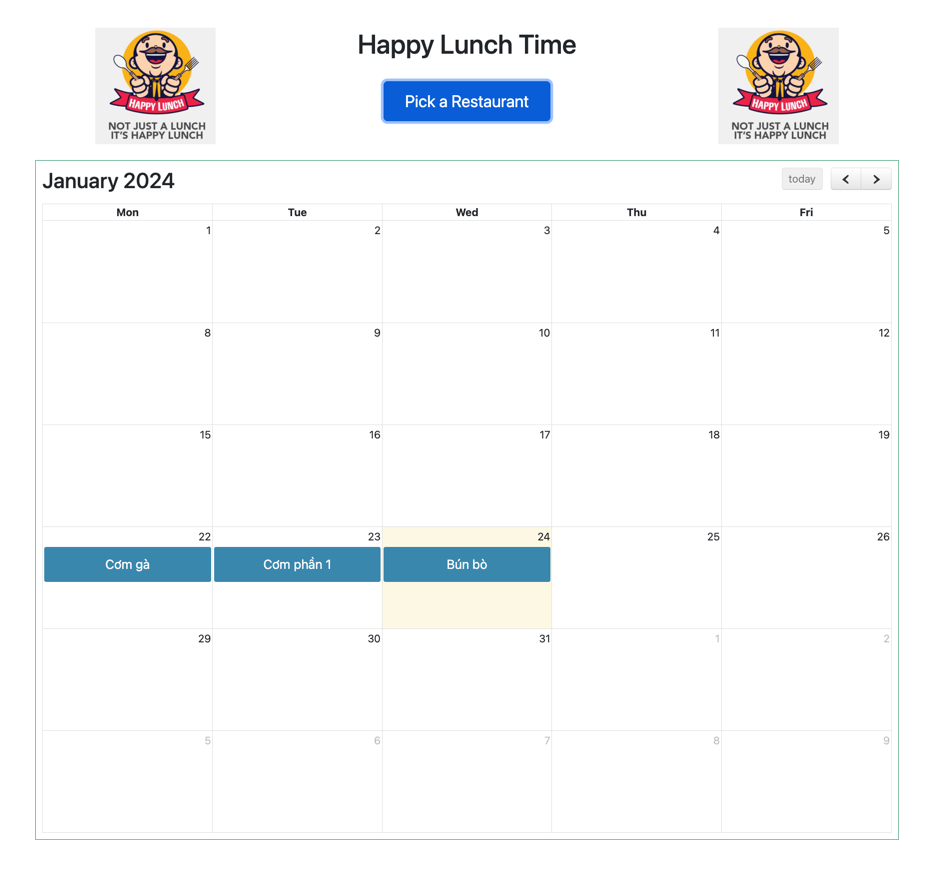 Happy Lunch Time
HAPPY LUNCH
NOT JUST A LUNCH
IT'S HAPPY LUNCH
Pick a Restaurant
HAPPY LUNCH
NOT JUST A LUNCH
IT'S HAPPY LUNCH
January 2024
today
Mon Tue Wed Thu Fri
1 2 3 4 5
8 9 10 11 12
15 16 17 18 19
22 23 24 25 26
Cơm gà Cơm phần 1 Bún bò
29 30 31 1 2
5 6 7 8 9